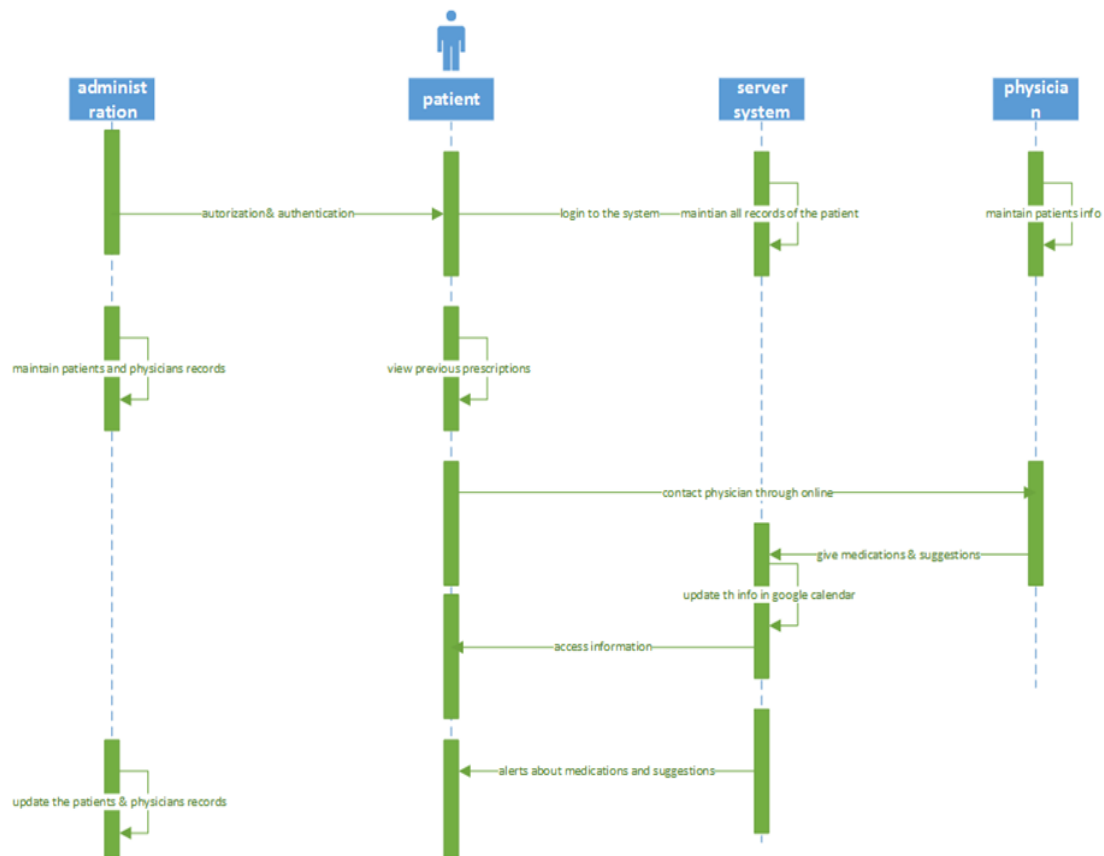 administ
ration
patient
server
system
physicia
n
autorization& authentication
login to the system
maintian all records of the patient
maintain patients info
maintain patients and physicians records
view previous prescriptions
contact physician through online
give medications & suggestions
update th info in google calendar
access information
alerts about medications and suggestions
update the patients & physicians records